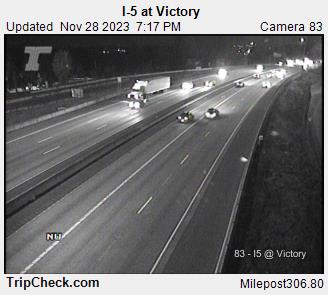 I-5 at Victory
Updated Nov 28 2023 7:17 PM Camera 83
T
NW
83 - I5 @ Victory
TripCheck.com Milepost306.80